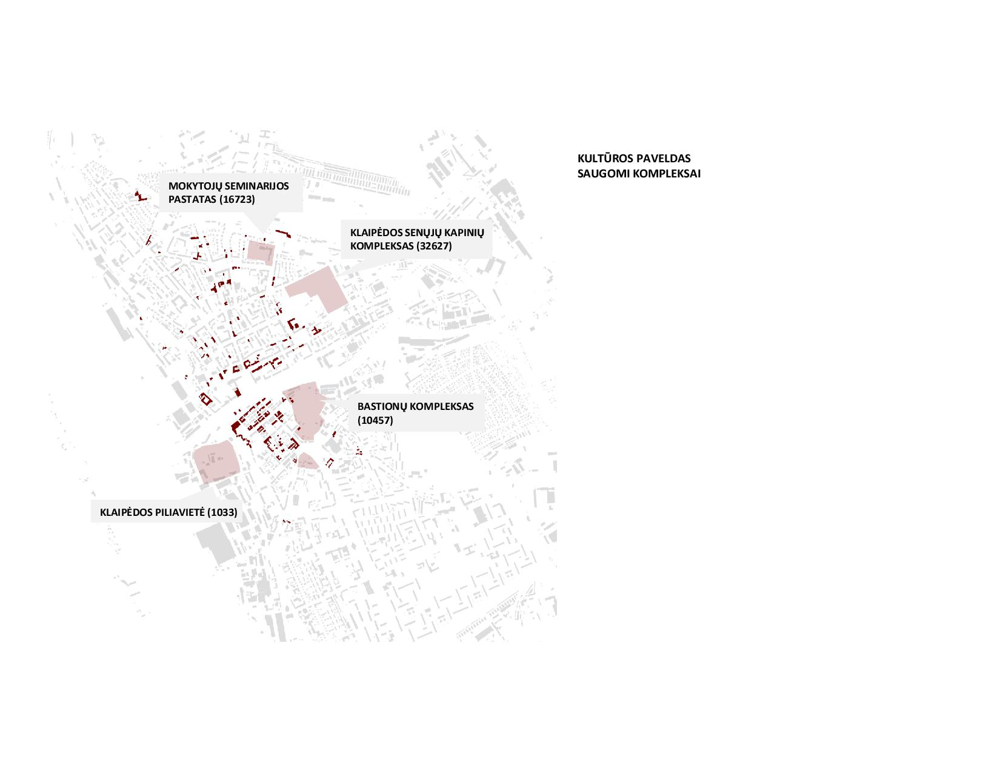 KULTŪROS PAVELDAS
SAUGOMI KOMPLEKSAI
MOKYTOJŲ SEMINARIJOS
PASTATAS (16723)
KLAIPĖDOS SENŲJŲ KAPINIŲ
KOMPLEKSAS (32627)
BASTIONŲ KOMPLEKSAS
(10457)
KLAIPĖDOS PILIAVIETĖ (1033)